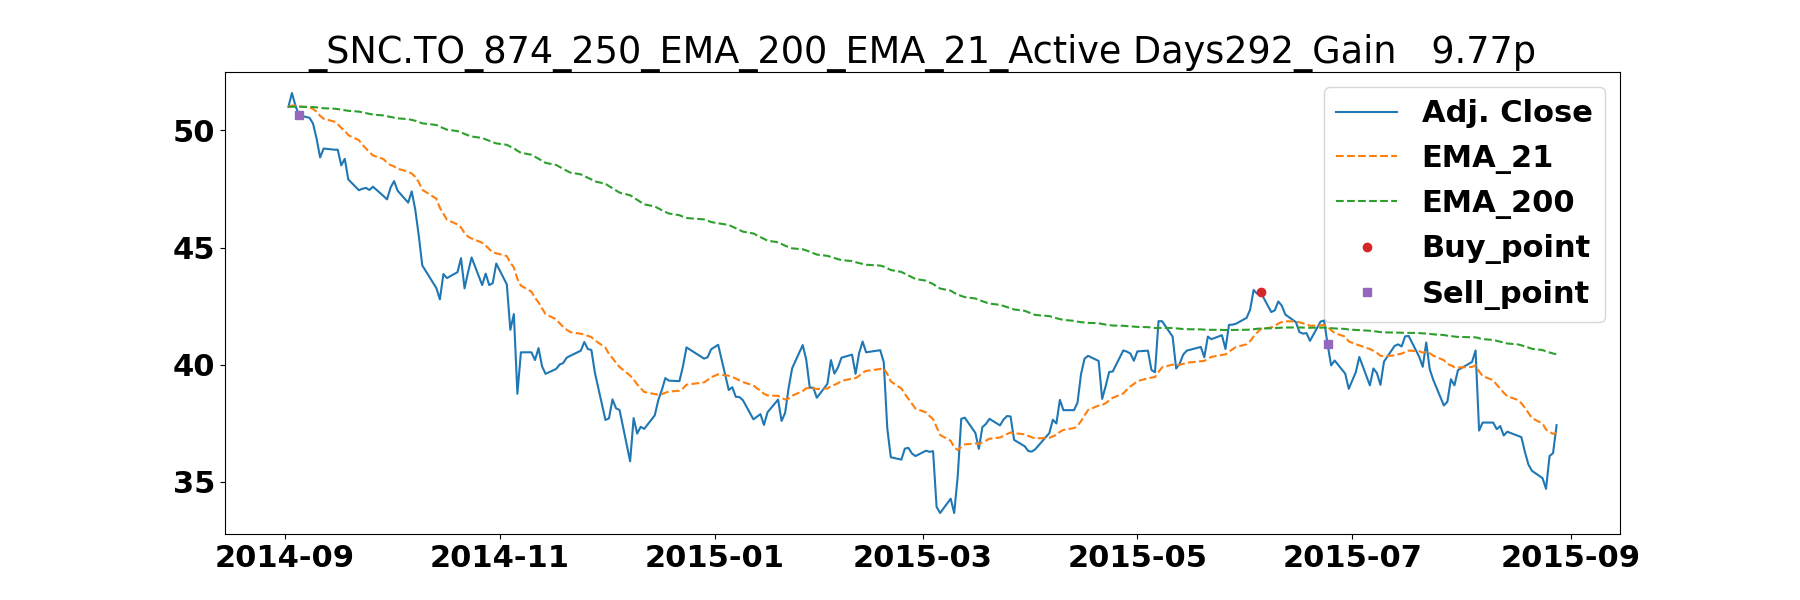 _SNC.TO_874_250_EMA_200_EMA_21_Active Days292_Gain   9.77p
Adj. Close
EMA_21
EMA_200
Buy_point
Sell_point
50
45
40
35
2014-09 2014-11 2015-01 2015-03 2015-05 2015-07 2015-09